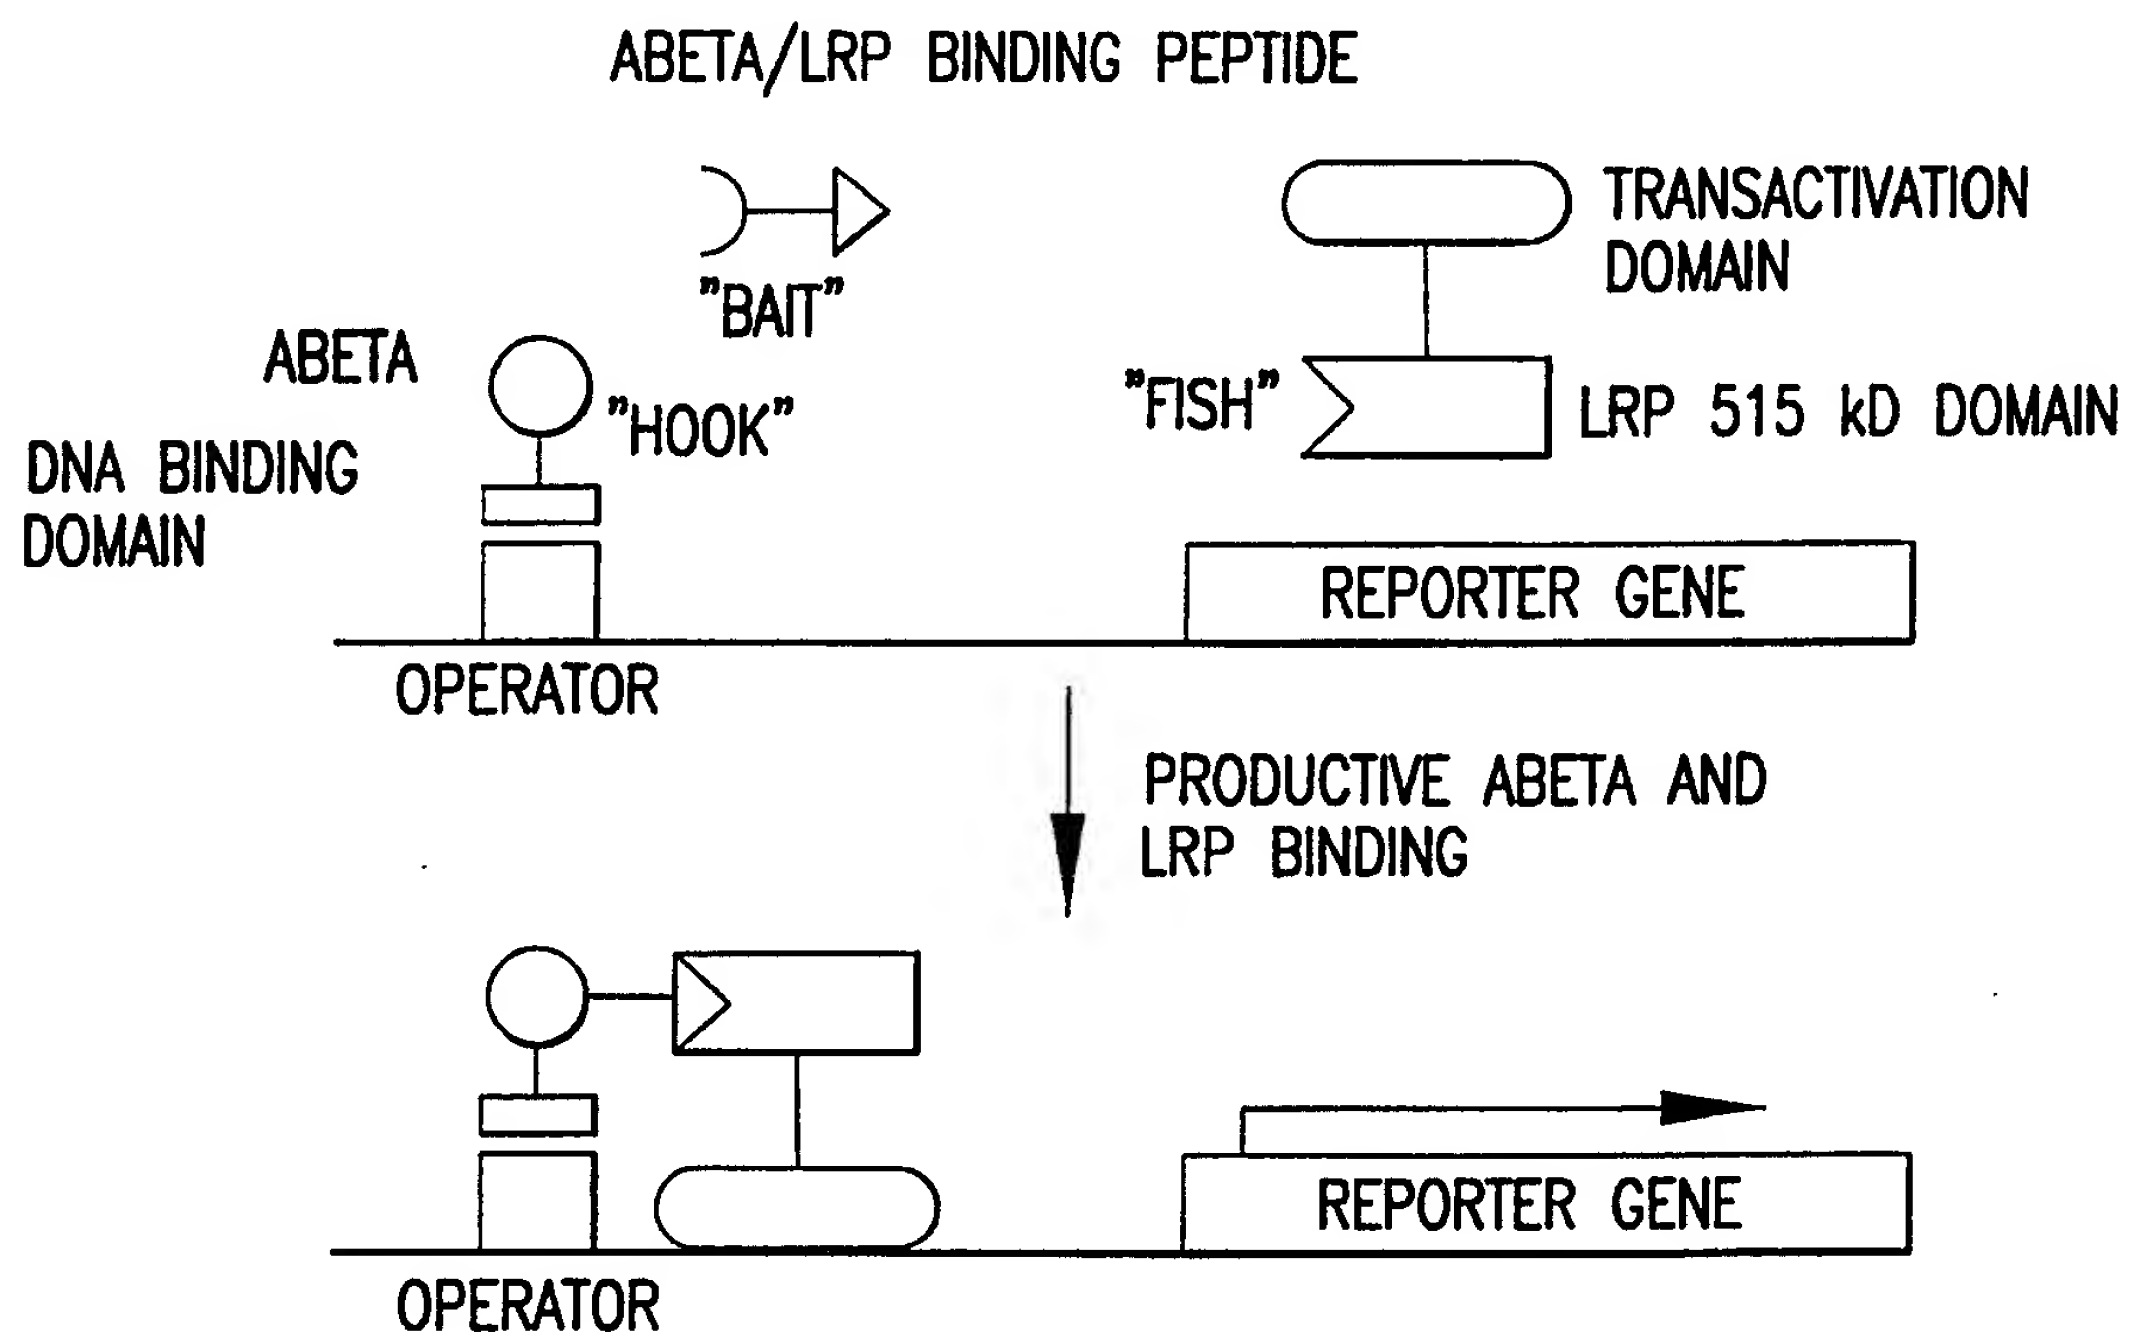 ABETA/LRP BINDING PEPTIDE
"BAIT"
TRANSACTIVATION
DOMAIN
ABETA
"HOOK"
"FISH"
LRP 515 kD DOMAIN
DNA BINDING
DOMAIN
REPORTER GENE
OPERATOR
PRODUCTIVE ABETA AND
LRP BINDING
REPORTER GENE
OPERATOR